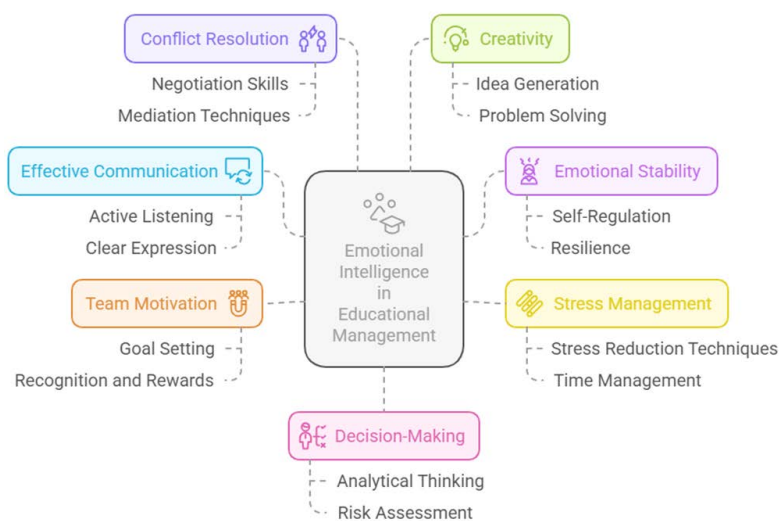 Conflict Resolution
Negotiation Skills
Mediation Techniques
Creativity
Idea Generation
Problem Solving
Effective Communication
Active Listening
Clear Expression
Emotional Stability
Self-Regulation
Resilience
Emotional
Intelligence
in
Educational
Management
Team Motivation
Goal Setting
Recognition and Rewards
Stress Management
Stress Reduction Techniques
Time Management
Decision-Making
Analytical Thinking
Risk Assessment